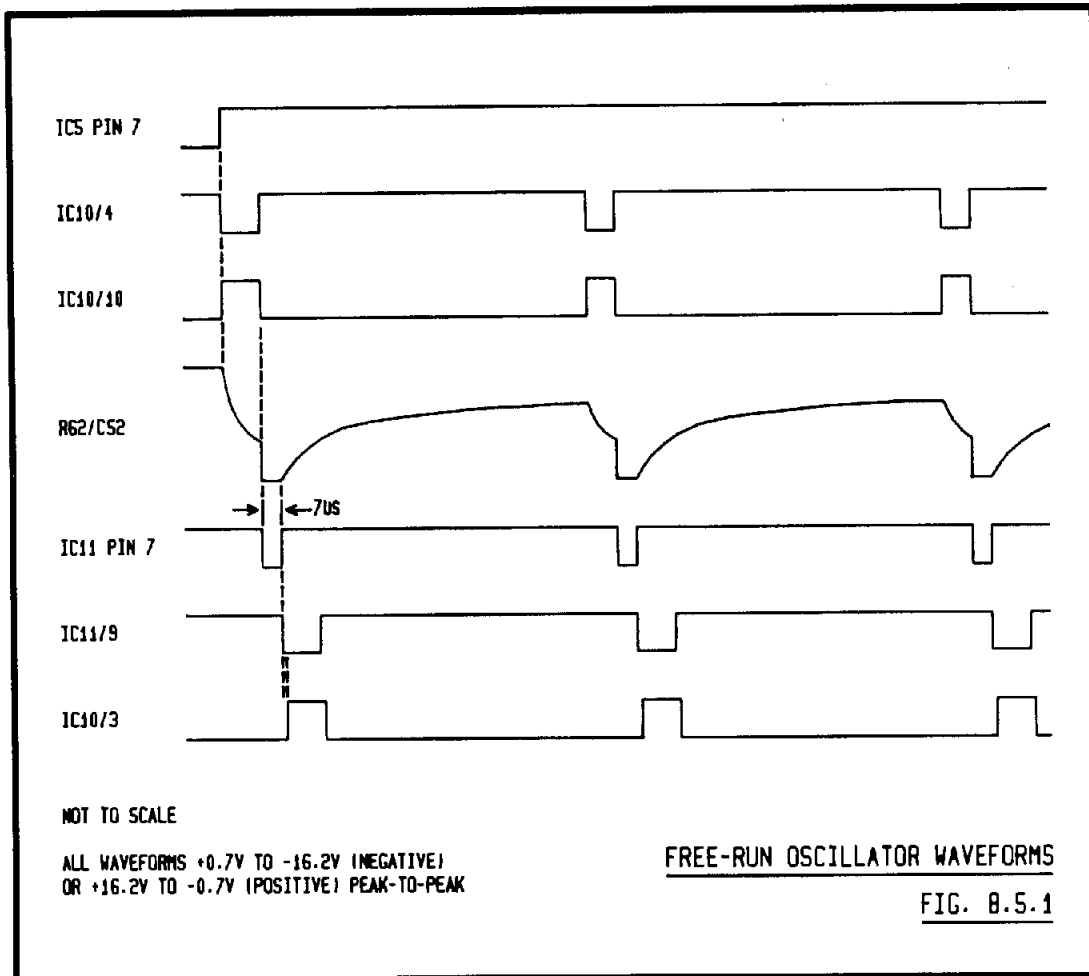 IC5 PIN 7
IC10/4
IC10/10
R62/C52
7US
IC11 PIN 7
IC11/9
IC10/3
NOT TO SCALE
ALL WAVEFORMS +0.7V TO -16.2V (NEGATIVE)
OR +16.2V TO -0.7V (POSITIVE) PEAK-TO-PEAK
FREE-RUN OSCILLATOR WAVEFORMS
FIG. 8.5.1